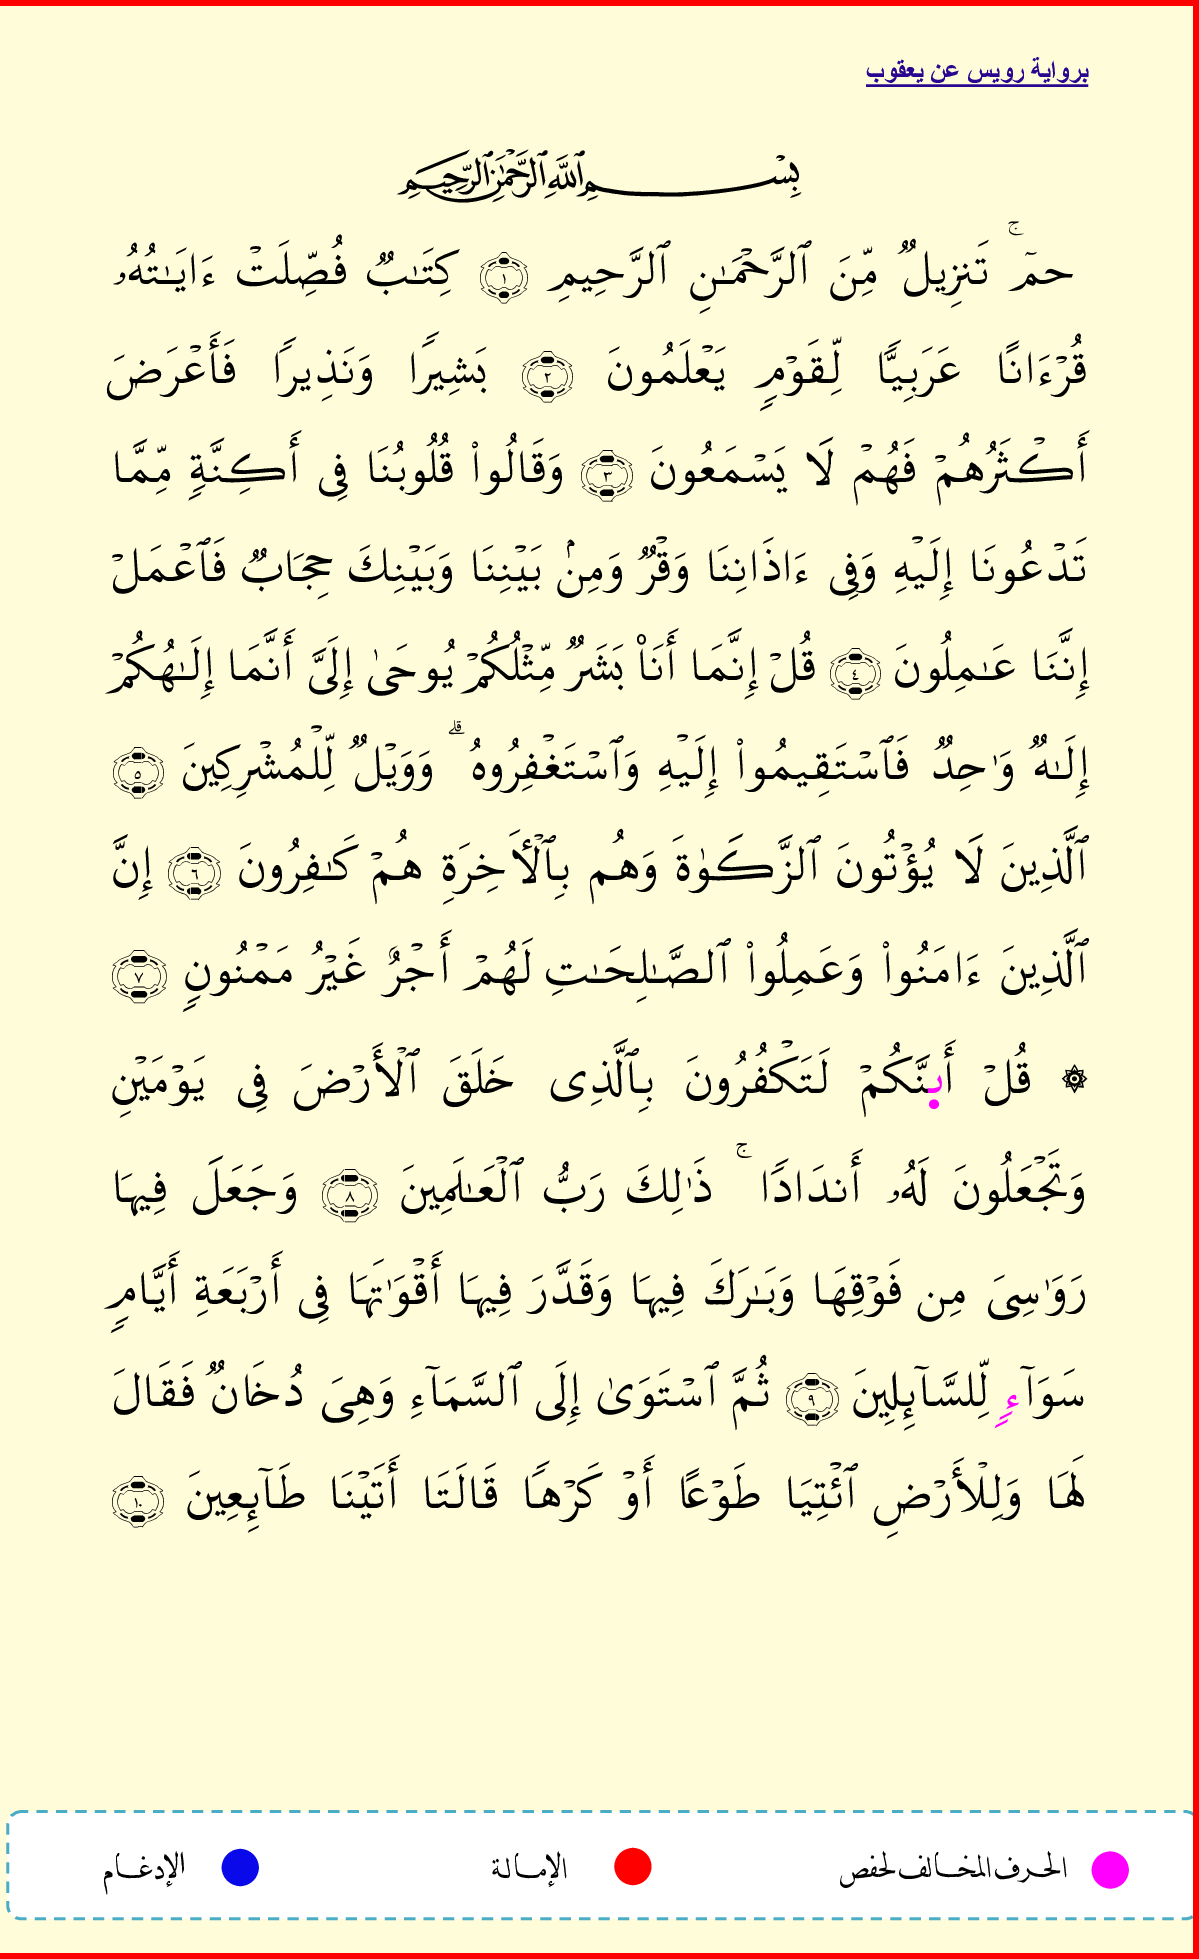 برواية رويس عن يعقوب
بِسْمِ ٱللَّهِ ٱلرَّحْمَٰنِ ٱلرَّحِيمِ
حمٓ ۚ تَنزِيلٌ مِّنَ ٱلرَّحْمَٰنِ ٱلرَّحِيمِ ١ كِتَٰبٌ فُصِّلَتْ ءَايَٰتُهُۥ
قُرْءَانًا عَرَبِيًّا لِّقَوْمٍ يَعْلَمُونَ ٢ بَشِيرًا وَنَذِيرًا فَأَعْرَضَ
أَكْثَرُهُمْ فَهُمْ لَا يَسْمَعُونَ ٣ وَقَالُوا۟ قُلُوبُنَا فِى أَكِنَّةٍ مِّمَّا
تَدْعُونَا إِلَيْهِ وَفِى ءَاذَانِنَا وَقْرٌ وَمِنۢ بَيْنِنَا وَبَيْنِكَ حِجَابٌ فَٱعْمَلْ
إِنَّنَا عَٰمِلُونَ ٤ قُلْ إِنَّمَا أَنَا۠ بَشَرٌ مِّثْلُكُمْ يُوحَىٰ إِلَىَّ أَنَّمَا إِلَٰهُكُمْ
إِلَٰهٌ وَٰحِدٌ فَٱسْتَقِيمُوا۟ إِلَيْهِ وَٱسْتَغْفِرُوهُ ۗ وَوَيْلٌ لِّلْمُشْرِكِينَ ٥
ٱلَّذِينَ لَا يُؤْتُونَ ٱلزَّكَوٰةَ وَهُم بِٱلْأَخِرَةِ هُمْ كَٰفِرُونَ ٦ إِنَّ
ٱلَّذِينَ ءَامَنُوا۟ وَعَمِلُوا۟ ٱلصَّٰلِحَٰتِ لَهُمْ أَجْرٌ غَيْرُ مَمْنُونٍ ٧
۞ قُلْ أَىِٕنَّكُمْ لَتَكْفُرُونَ بِٱلَّذِى خَلَقَ ٱلْأَرْضَ فِى يَوْمَيْنِ
وَتَجْعَلُونَ لَهُۥ أَندَادًا ۚ ذَٰلِكَ رَبُّ ٱلْعَٰلَمِينَ ٨ وَجَعَلَ فِيهَا
رَوَٰسِىَ مِن فَوْقِهَا وَبَٰرَكَ فِيهَا وَقَدَّرَ فِيهَا أَقْوَٰتَهَا فِى أَرْبَعَةِ أَيَّامٍ
سَوَآءٍ لِّلسَّآئِلِينَ ٩ ثُمَّ ٱسْتَوَىٰ إِلَى ٱلسَّمَآءِ وَهِىَ دُخَانٌ فَقَالَ
لَهَا وَلِلْأَرْضِ ٱئْتِيَا طَوْعًا أَوْ كَرْهًا قَالَتَا أَتَيْنَا طَآئِعِينَ ١٠
الحرف المخالف لحفص
الإمالة
الإدغام